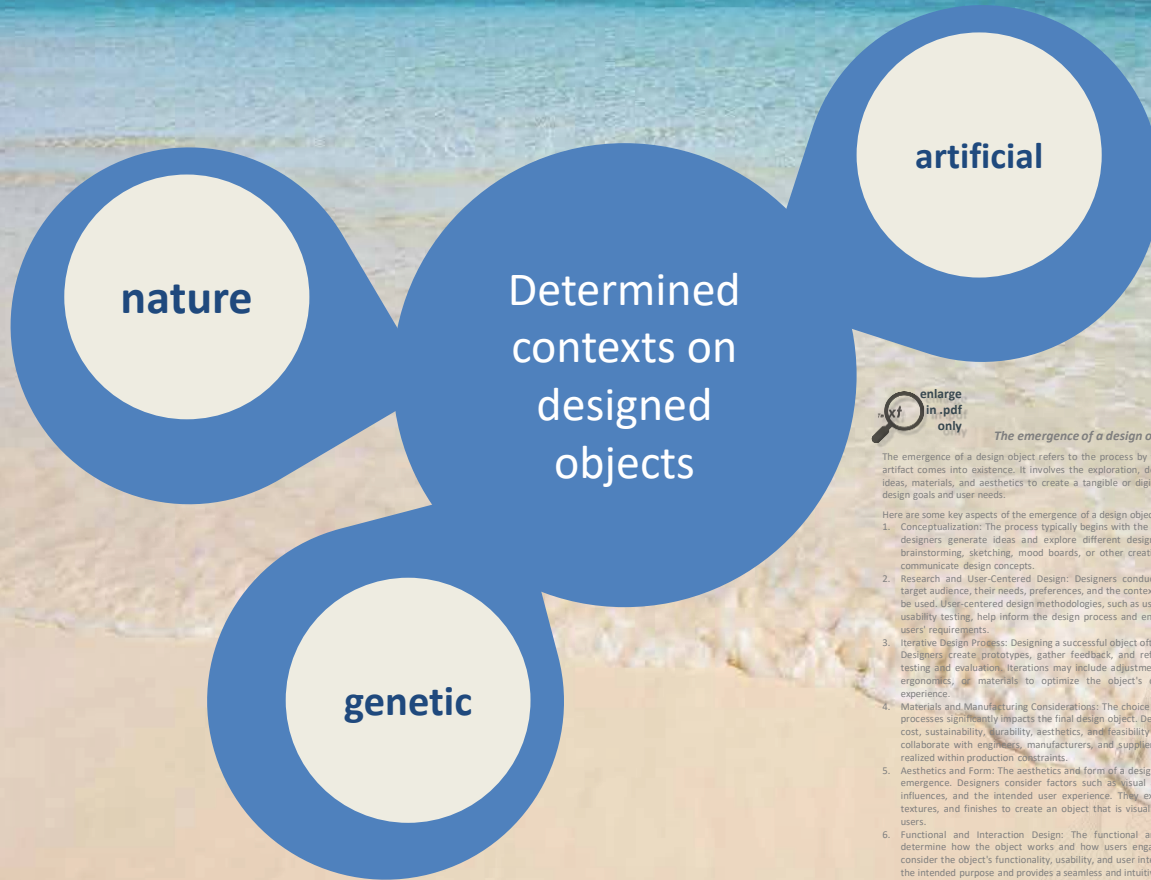 artificial
nature
Determined
contexts on
designed
objects
genetic
enlarge
in .pdf
only
The emergence of a design o
The emergence of a design object refers to the process by
artifact comes into existence. It involves the exploration, d
ideas, materials, and aesthetics to create a tangible or digi
design goals and user needs.
Here are some key aspects of the emergence of a design objec
1. Conceptualization: The process typically begins with the
designers generate ideas and explore different design
brainstorming, sketching, mood boards, or other creati
communicate design concepts.
2. Research and User-Centered Design: Designers conduc
target audience, their needs, preferences, and the context
be used. User-centered design methodologies, such as us
usability testing, help inform the design process and en
users' requirements.
3. Iterative Design Process: Designing a successful object oft
Designers create prototypes, gather feedback, and ref
testing and evaluation. Iterations may include adjustme
ergonomics, or materials to optimize the object's
experience.
4. Materials and Manufacturing Considerations: The choice
processes significantly impacts the final design object. De
cost, sustainability, durability, aesthetics, and feasibility
collaborate with engineers, manufacturers, and supplier
realized within production constraints.
5. Aesthetics and Form: The aesthetics and form of a design
emergence. Designers consider factors such as visual
influences, and the intended user experience. They ex
textures, and finishes to create an object that is visual
users.
6. Functional and Interaction Design: The functional a
determine how the object works and how users enga
consider the object's functionality, usability, and user inte
the intended purpose and provides a seamless and intuitiv